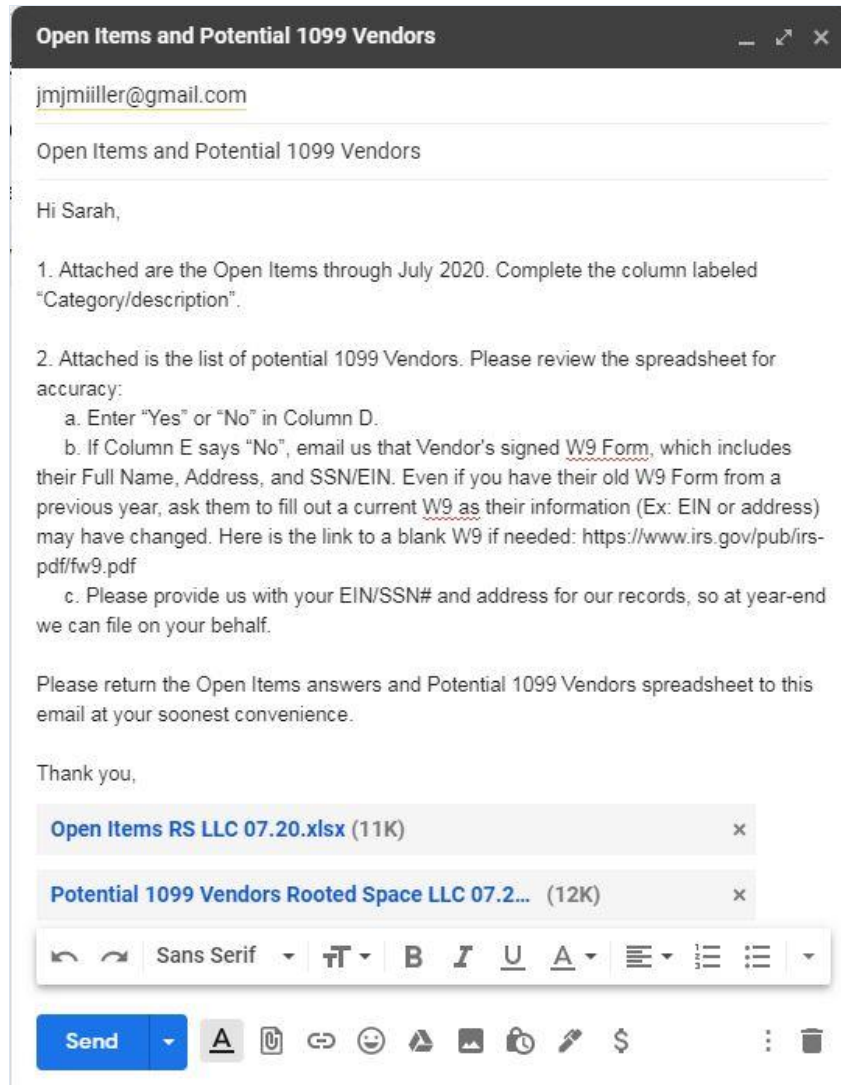 Open Items and Potential 1099 Vendors
jmjmiiller@gmail.com
Open Items and Potential 1099 Vendors
Hi Sarah,
1. Attached are the Open Items through July 2020. Complete the column labeled
“Category/description”.
2. Attached is the list of potential 1099 Vendors. Please review the spreadsheet for
accuracy:
a. Enter “Yes” or “No” in Column D.
b. If Column E says “No”, email us that Vendor's signed W9 Form, which includes
their Full Name, Address, and SSN/EIN. Even if you have their old W9 Form from a
previous year, ask them to fill out a current W9 as their information (Ex: EIN or address)
may have changed. Here is the link to a blank W9 if needed: https://www.irs.gov/pub/irs-
pdf/fw9.pdf
c. Please provide us with your EIN/SSN# and address for our records, so at year-end
we can file on your behalf.
Please return the Open Items answers and Potential 1099 Vendors spreadsheet to this
email at your soonest convenience.
Thank you,
Open Items RS LLC 07.20.xlsx (11K)
Potential 1099 Vendors Rooted Space LLC 07.2... (12K)
Sans Serif
Send